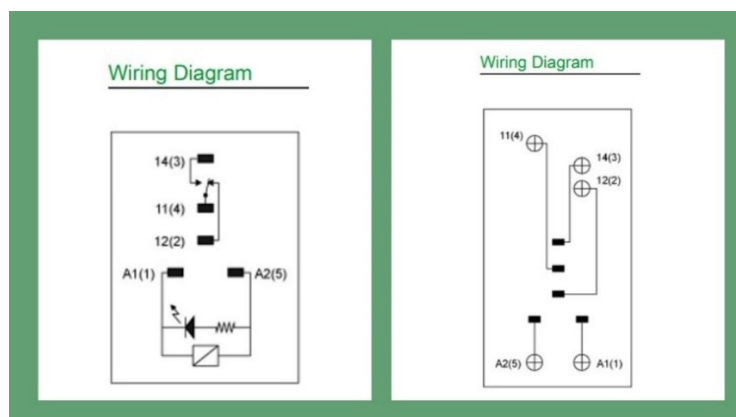 Wiring Diagram
14(3)
11(4)
12(2)
A1(1)
A2(5)
Wiring Diagram
11(4)
14(3)
12(2)
A2(5)
A1(1)